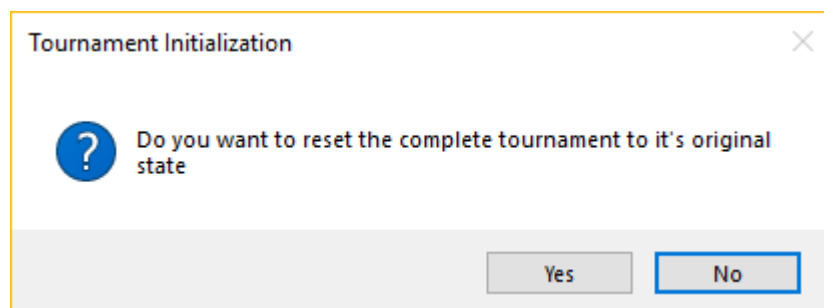 Tournament Initialization
?
Do you want to reset the complete tournament to it's original
state
Yes
No